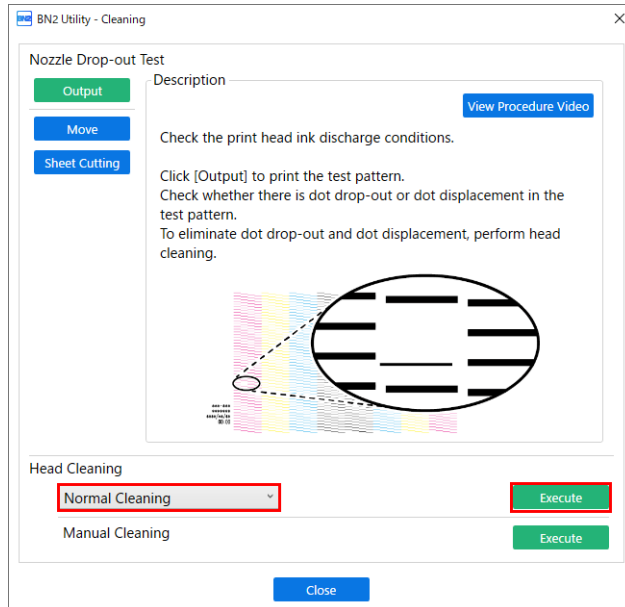 BN2 BN2 Utility - Cleaning
Nozzle Drop-out Test
Output
Move
Sheet Cutting
Description
View Procedure Video
Check the print head ink discharge conditions.
Click [Output] to print the test pattern.
Check whether there is dot drop-out or dot displacement in the
test pattern.
To eliminate dot drop-out and dot displacement, perform head
cleaning.
Head Cleaning
Normal Cleaning
Execute
Manual Cleaning
Execute
Close